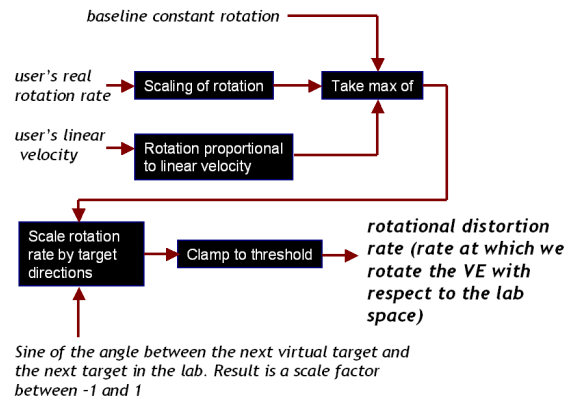 baseline constant rotation
user's real
rotation rate
Scaling of rotation
Take max of
user's linear
velocity
Rotation proportional
to linear velocity
Scale rotation
rate by target
directions
Clamp to threshold
rotational distortion
rate (rate at which we
rotate the VE with
respect to the lab
space)
Sine of the angle between the next virtual target and
the next target in the lab. Result is a scale factor
between -1 and 1